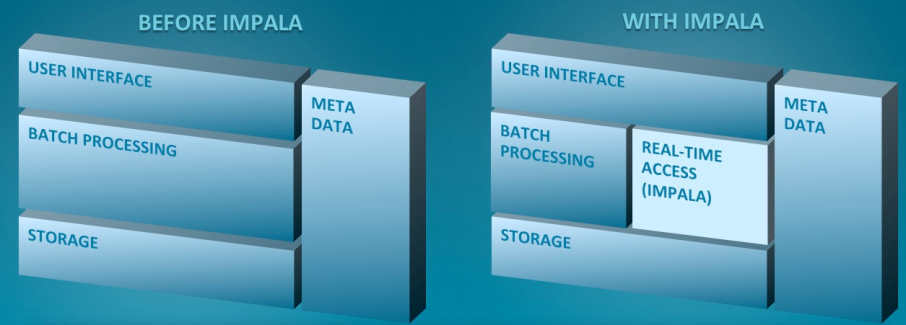 BEFORE IMPALA
USER INTERFACE
BATCH PROCESSING
STORAGE
META
DATA
WITH IMPALA
USER INTERFACE
BATCH
PROCESSING
REAL-TIME
ACCESS
(IMPALA)
STORAGE
META
DATA